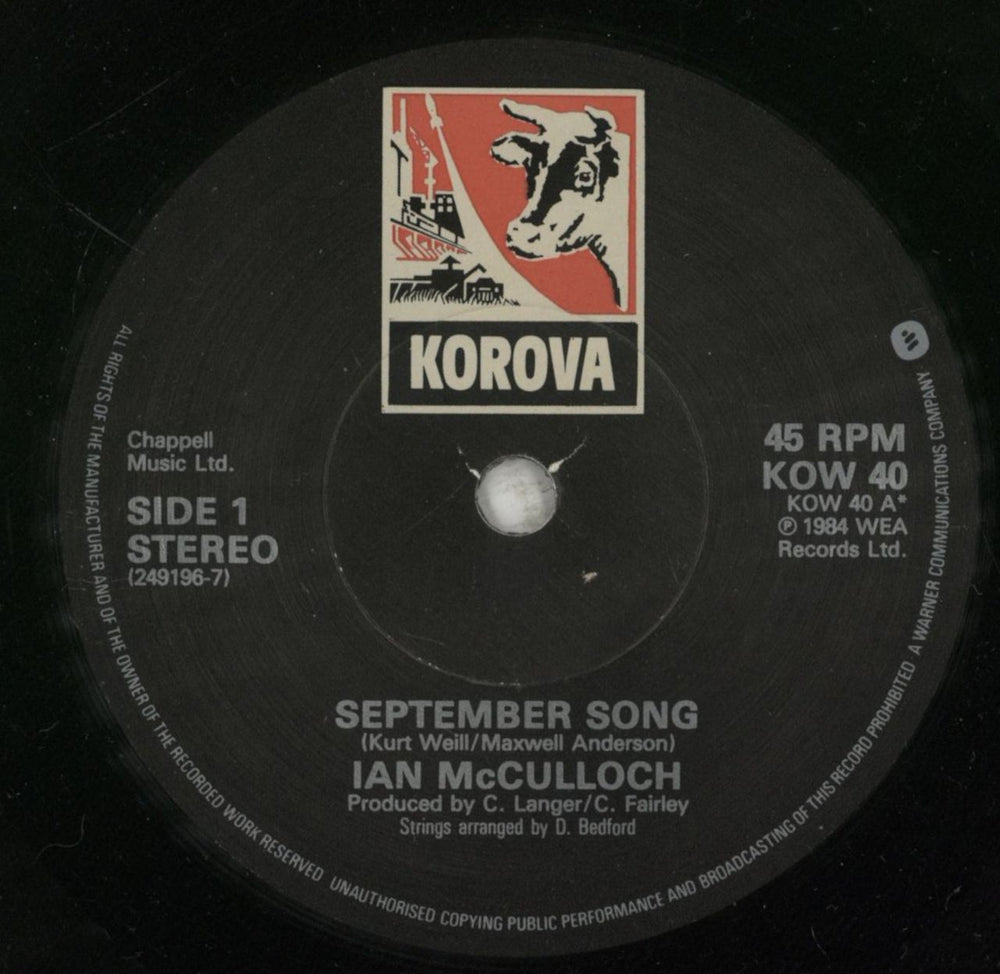 KOROVA
Chappell
Music Ltd.
SIDE 1
STEREO
(249196-7)
45 RPM
KOW 40
KOW 40 A*
℗ 1984 WEA
Records Ltd.
SEPTEMBER SONG
(Kurt Weill/Maxwell Anderson)
IAN McCULLOCH
Produced by C. Langer/C. Fairley
Strings arranged by D. Bedford
ALL RIGHTS OF THE MANUFACTURER AND OF THE OWNER OF THE RECORDED WORK RESERVED UNAUTHORISED COPYING PUBLIC PERFORMANCE AND BROADCASTING OF THIS RECORD PROHIBITED A WARNER COMMUNICATIONS COMPANY